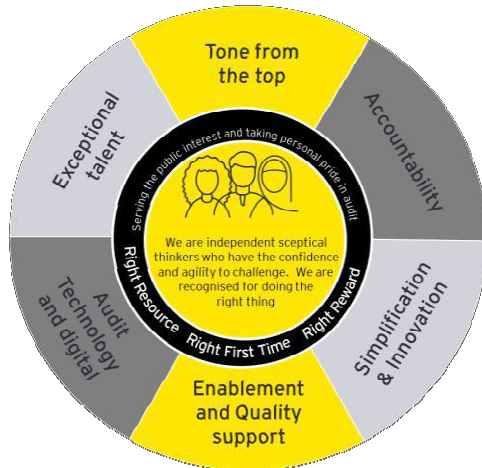 Tone from
the top
Accountability
Simplification
& Innovation
Enablement
and Quality
support
Audit
Technology
and digital
Exceptional
talent
Serving the public interest and taking personal pride in audit
We are independent sceptical
thinkers who have the confidence
and agility to challenge.  We are
recognised for doing the
right thing
Right Resource
Right First Time
Right Reward